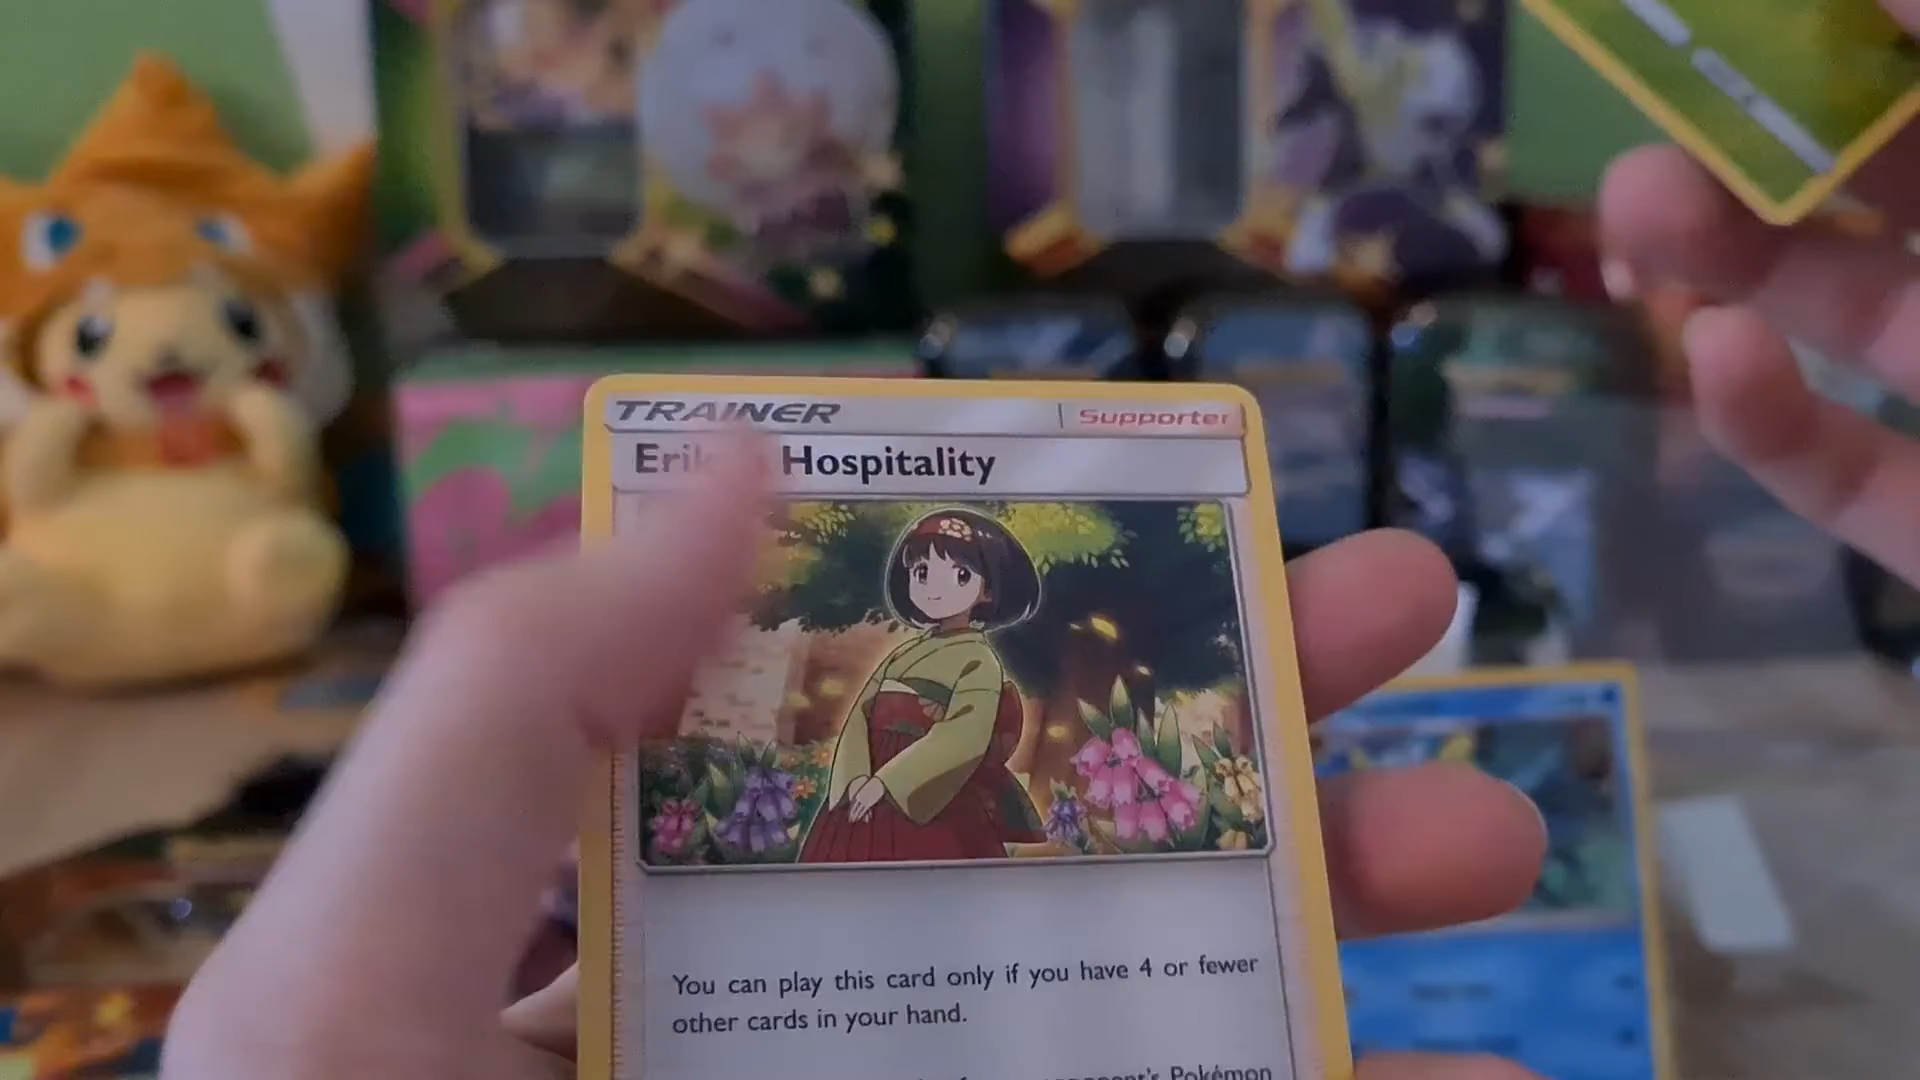 TRAINER
Supporter
Hospitality
You can play this card only if you have 4 or fewer
other cards in your hand.
Pokémon